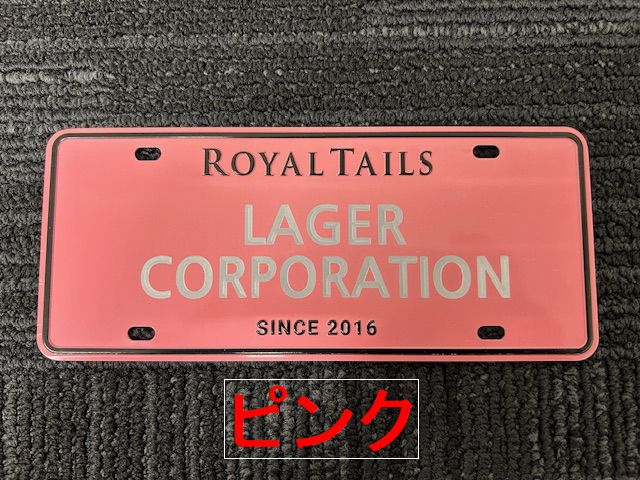 ROYAL TAILS
LAGER
CORPORATION
SINCE 2016
ピンク